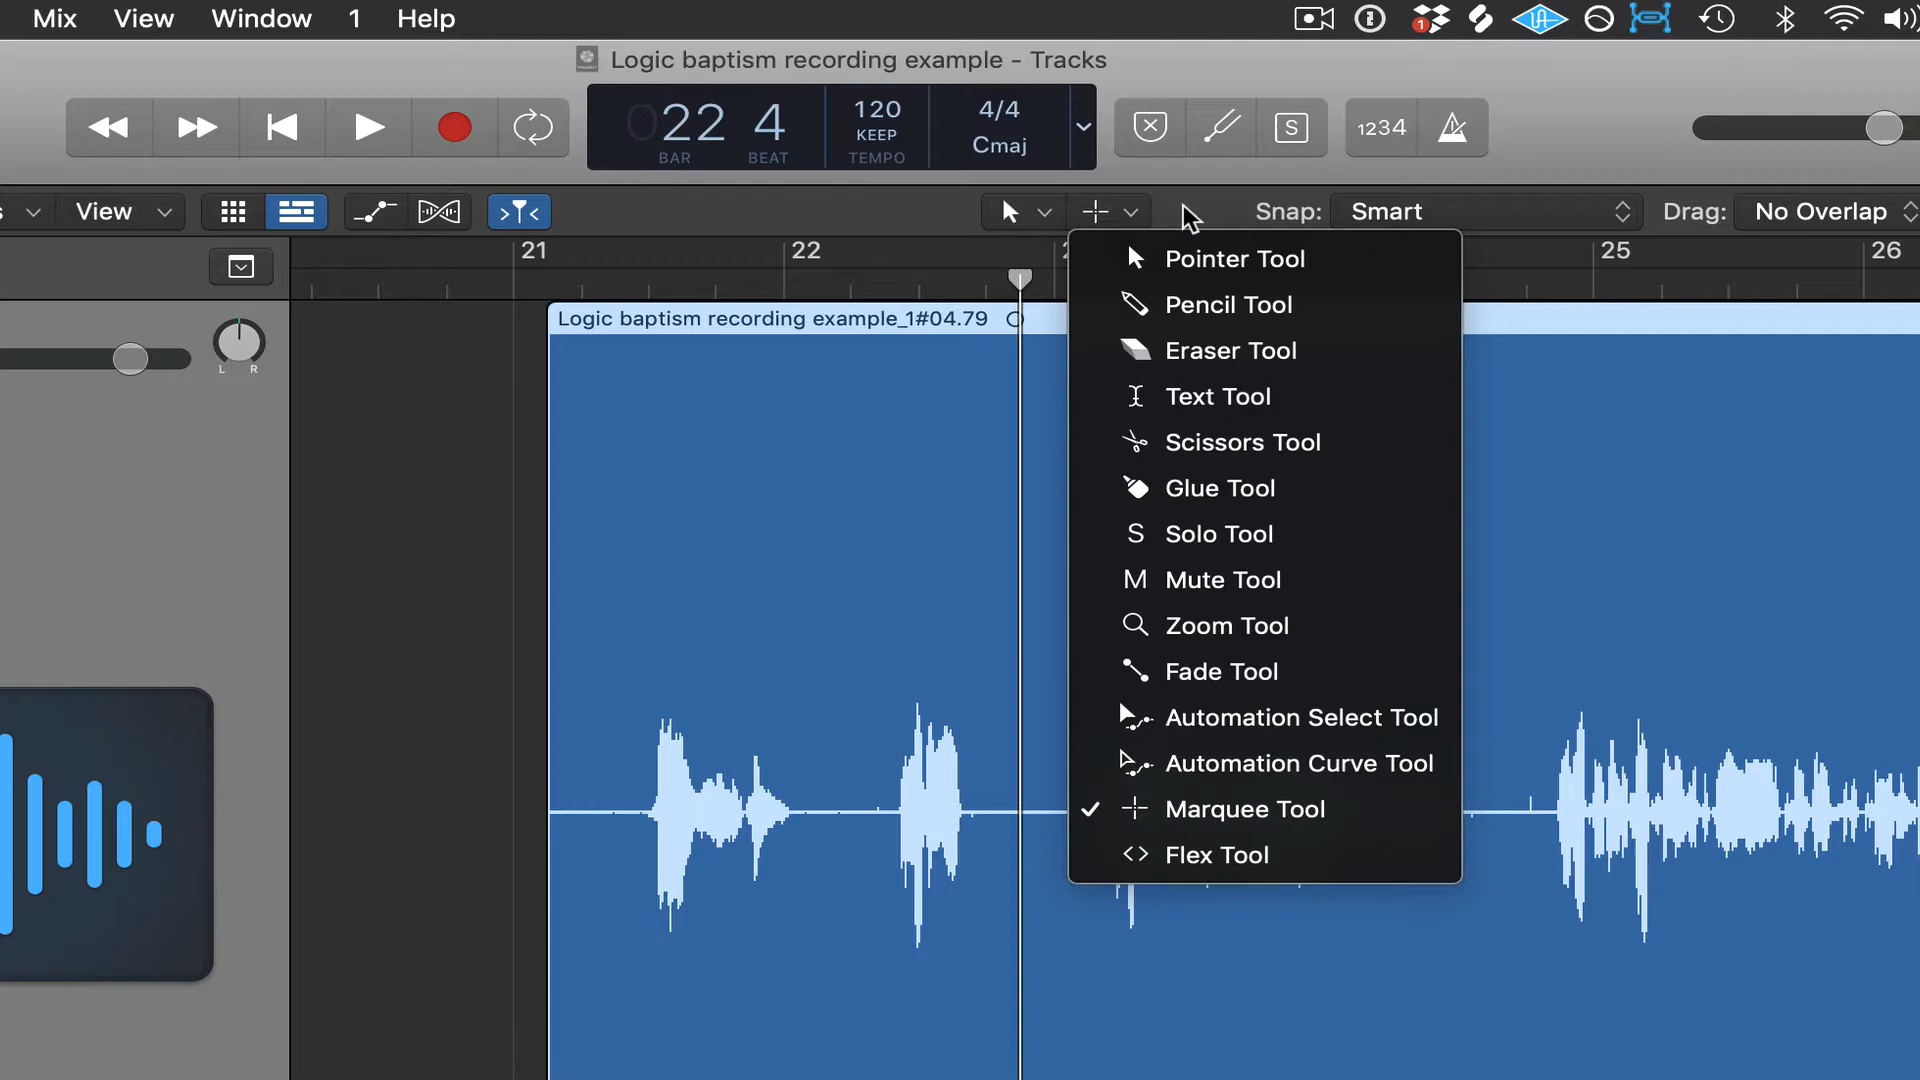 Mix View Window 1 Help
1
Logic baptism recording example - Tracks
022 4
BAR BEAT
120
KEEP
TEMPO
4/4
Cmaj
S
1234
View
Snap: Smart
Drag: No Overlap
21 22 25 26
L R
Logic baptism recording example_1#04.79
Pointer Tool
Pencil Tool
Eraser Tool
Text Tool
Scissors Tool
Glue Tool
S Solo Tool
M Mute Tool
Zoom Tool
Fade Tool
Automation Select Tool
Automation Curve Tool
Marquee Tool
Flex Tool